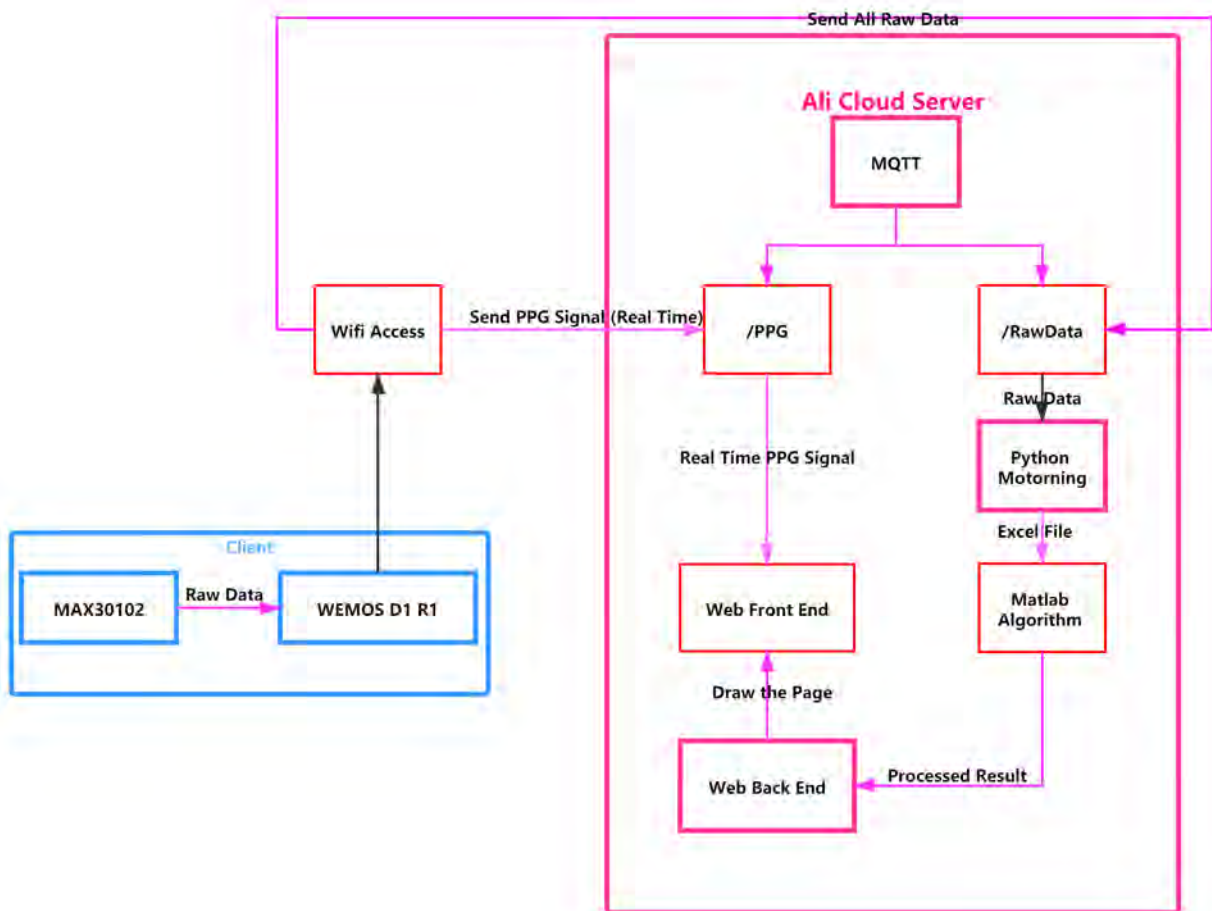 Send All Raw Data
Ali Cloud Server
MQTT
Wifi Access
Send PPG Signal (Real Time)
/PPG
/RawData
Raw Data
Real Time PPG Signal
Python
Motorning
Excel File
Client
MAX30102
Raw Data
WEMOS D1 R1
Web Front End
Matlab
Algorithm
Draw the Page
Web Back End
Processed Result